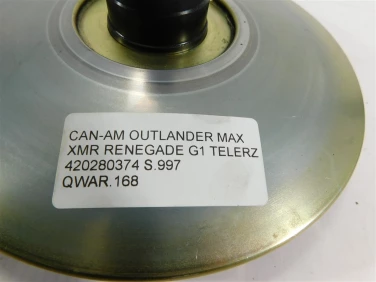 CAN-AM OUTLANDER MAX
XMR RENEGADE G1 TELERZ
420280374 S.997
QWAR.168